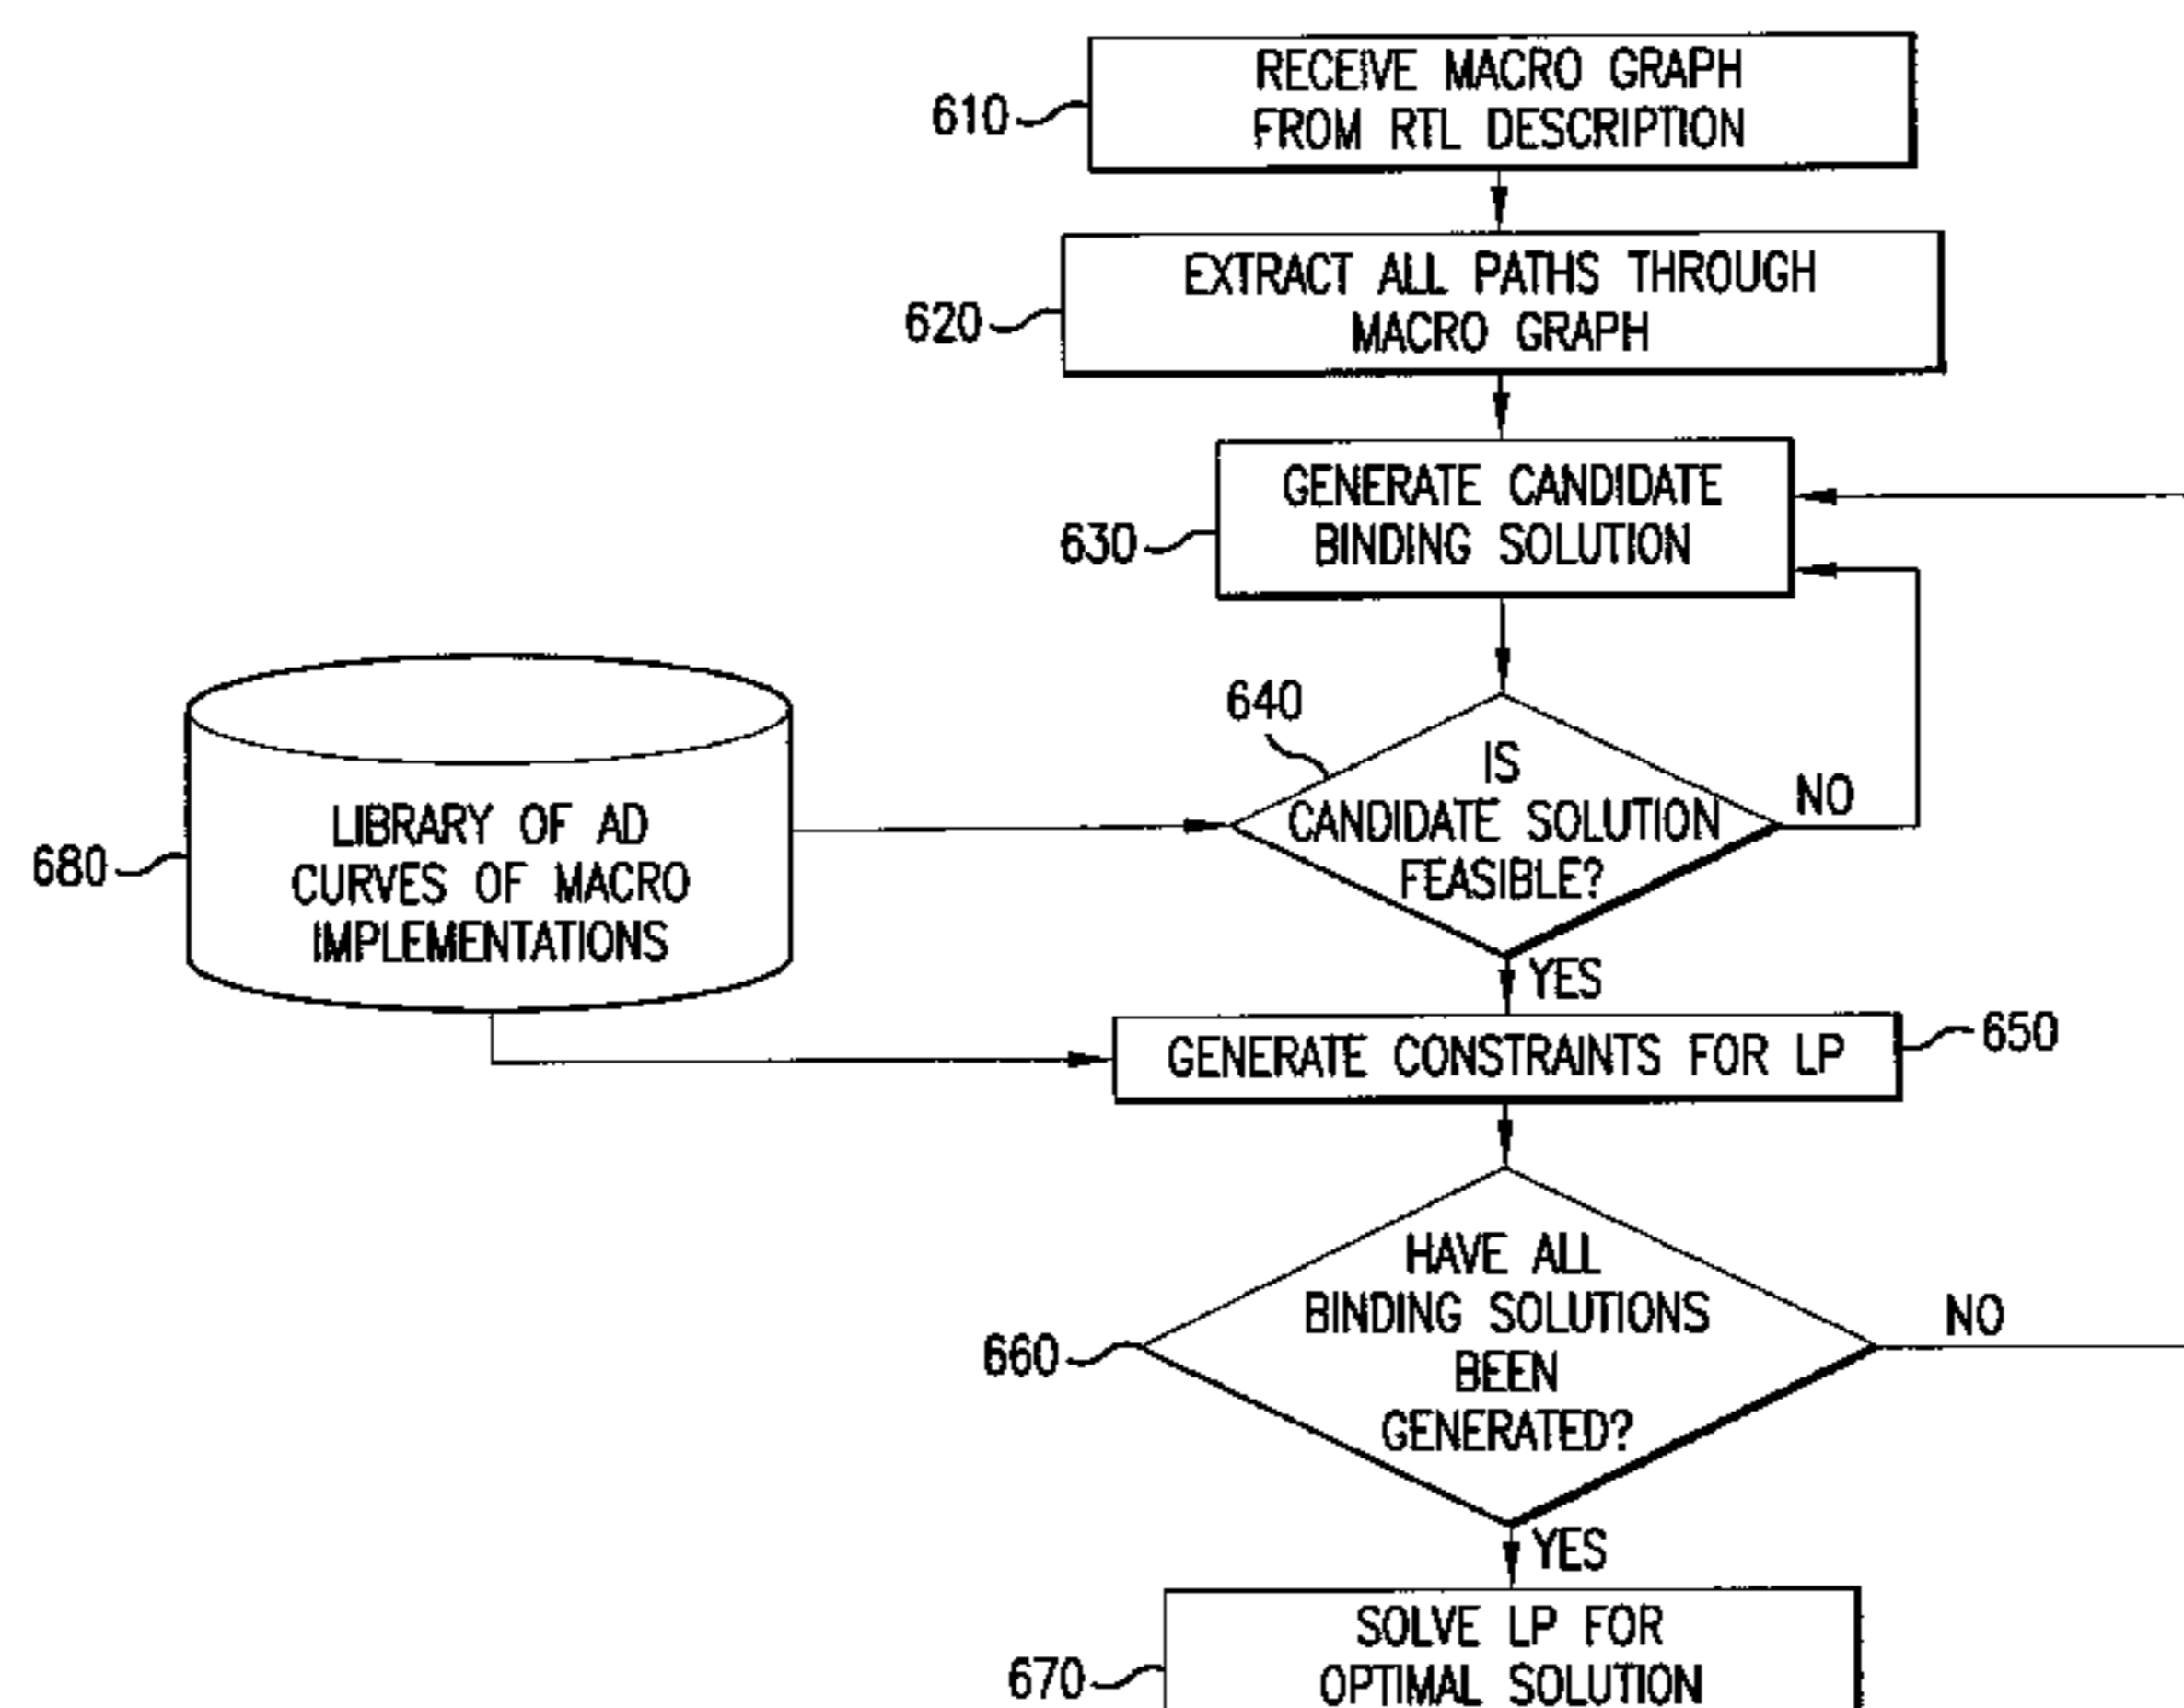 RECEIVE MACRO GRAPH
FROM RTL DESCRIPTION
610
EXTRACT ALL PATHS THROUGH
MACRO GRAPH
620
GENERATE CANDIDATE
BINDING SOLUTION
630
640
IS
CANDIDATE SOLUTION
FEASIBLE?
NO
LIBRARY OF AD
CURVES OF MACRO
IMPLEMENTATIONS
680
YES
GENERATE CONSTRAINTS FOR LP
650
HAVE ALL
BINDING SOLUTIONS
BEEN
GENERATED?
660
NO
YES
SOLVE LP FOR
OPTIMAL SOLUTION
670